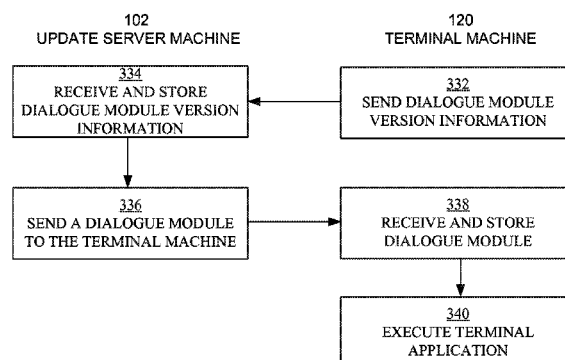 102
UPDATE SERVER MACHINE
120
TERMINAL MACHINE
334
RECEIVE AND STORE
DIALOGUE MODULE VERSION
INFORMATION
332
SEND DIALOGUE MODULE
VERSION INFORMATION
336
SEND A DIALOGUE MODULE
TO THE TERMINAL MACHINE
338
RECEIVE AND STORE
DIALOGUE MODULE
340
EXECUTE TERMINAL
APPLICATION